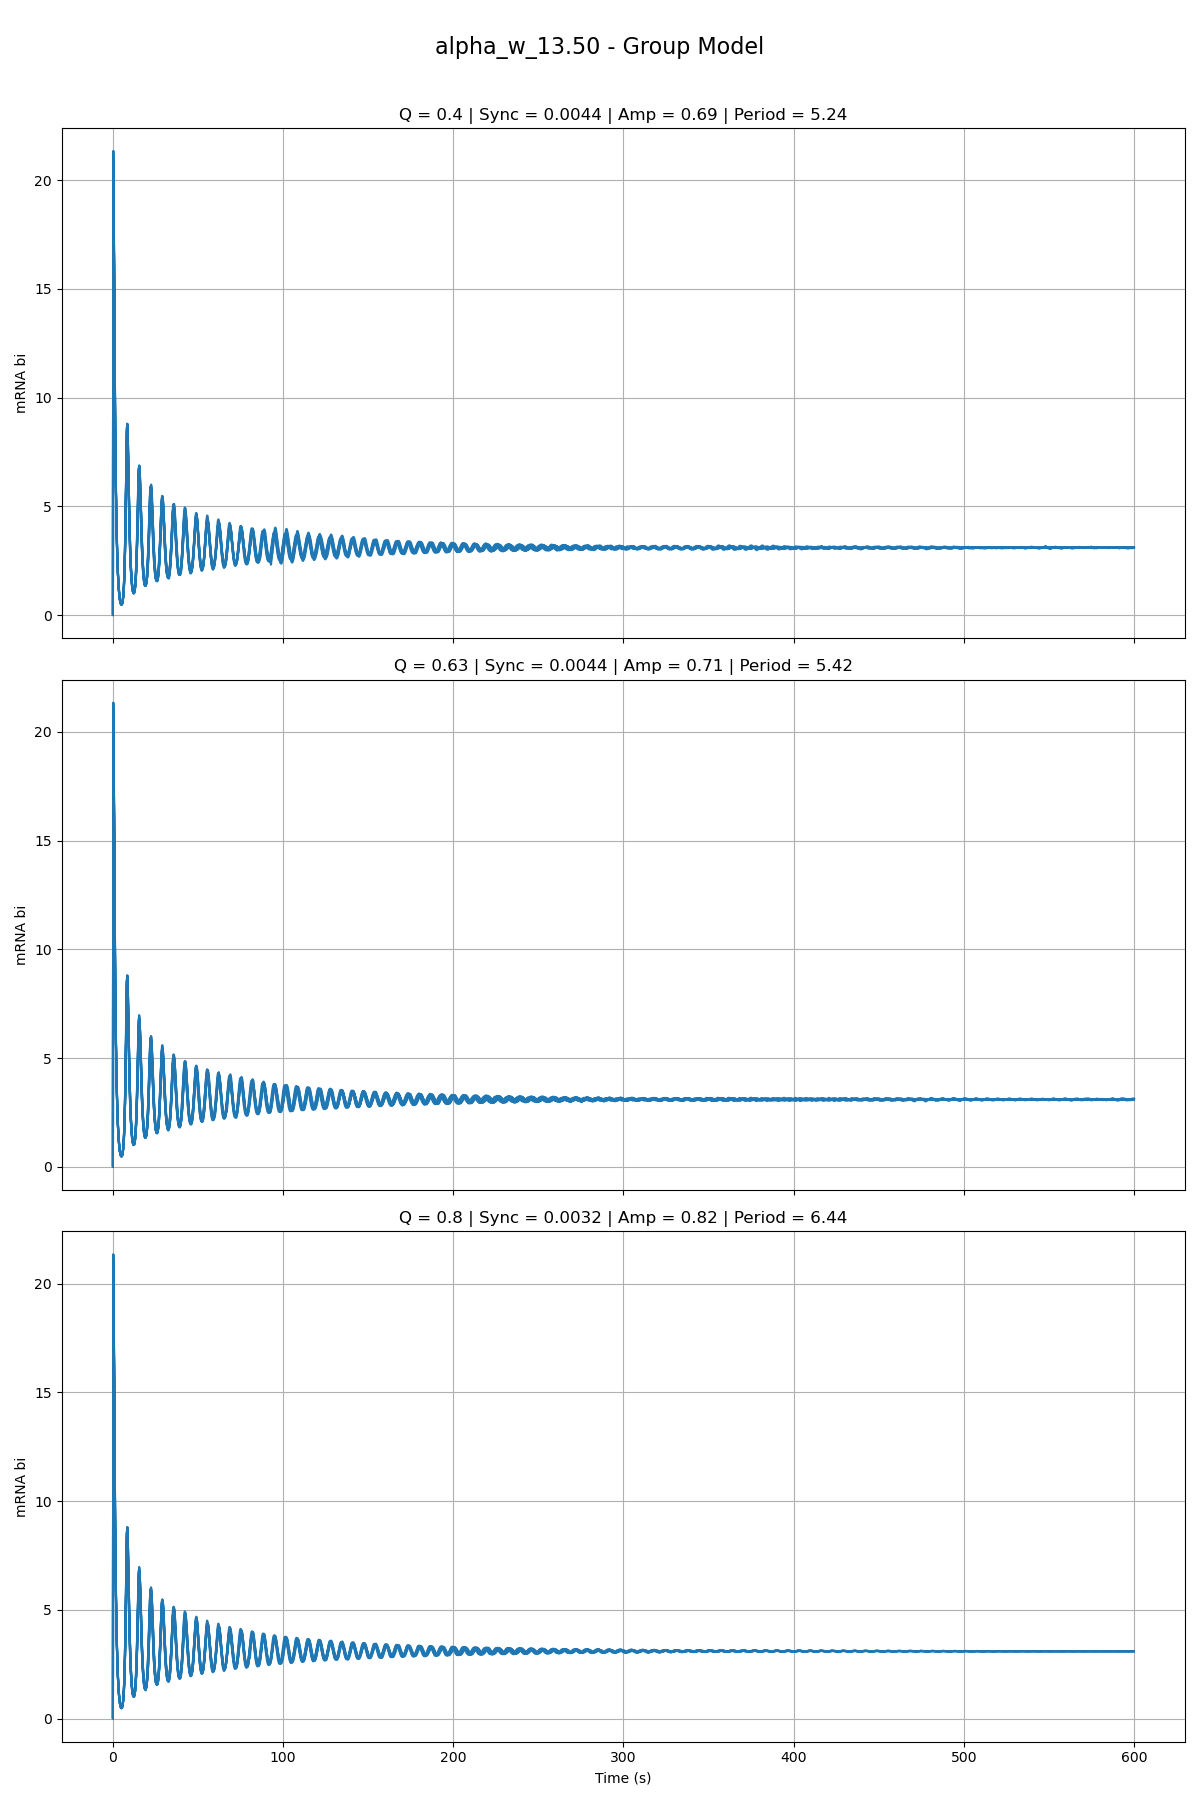 alpha_w_13.50 - Group Model
Q = 0.4 | Sync = 0.0044 | Amp = 0.69 | Period = 5.24
20
15
10
5
0
mRNA bi
Q = 0.63 | Sync = 0.0044 | Amp = 0.71 | Period = 5.42
20
15
10
5
0
mRNA bi
Q = 0.8 | Sync = 0.0032 | Amp = 0.82 | Period = 6.44
20
15
10
5
0
mRNA bi
0 100 200 300 400 500 600
Time (s)